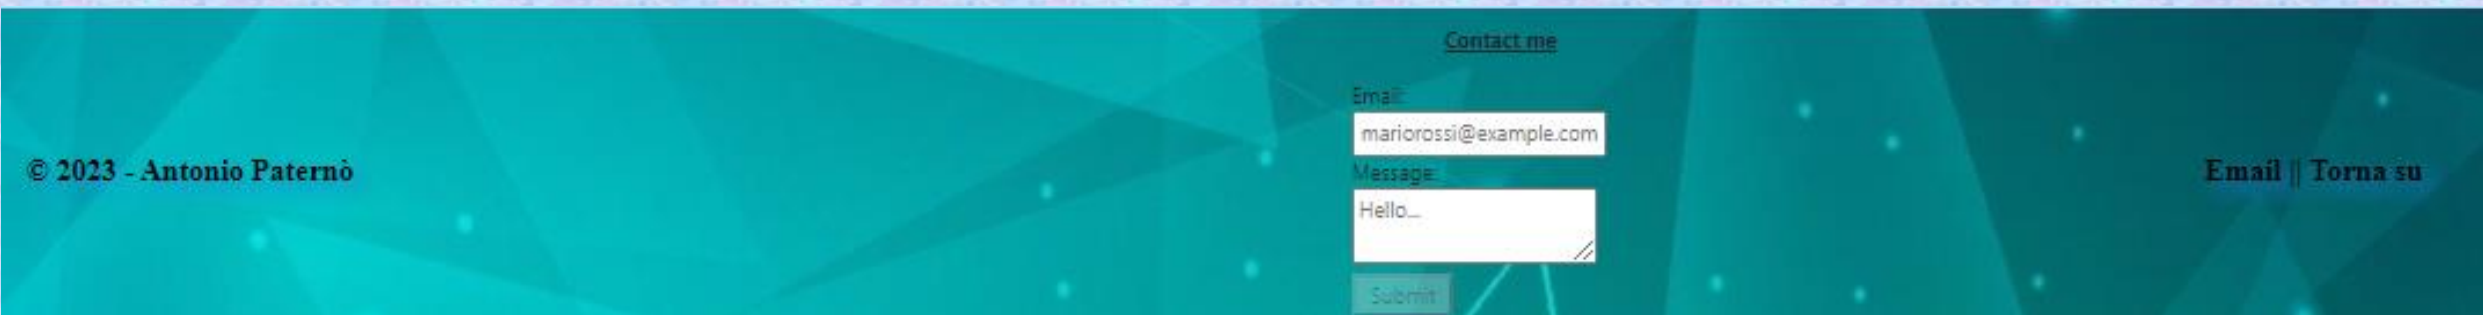 Contact me
Email:
mariorossi@example.com
© 2023 - Antonio Paternò
Email || Torna su
Message:
Hello...
Submit